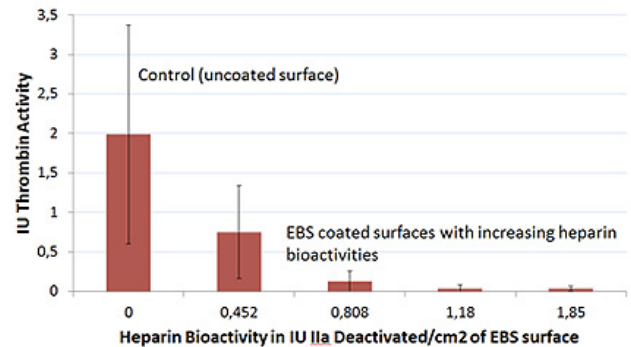 3,5
3
2,5
2
1,5
1
0,5
0
IU Thrombin Activity
Control (uncoated surface)
EBS coated surfaces with increasing heparin
bioactivities
0 0,452 0,808 1,18 1,85
Heparin Bioactivity in IU IIa Deactivated/cm2 of EBS surface